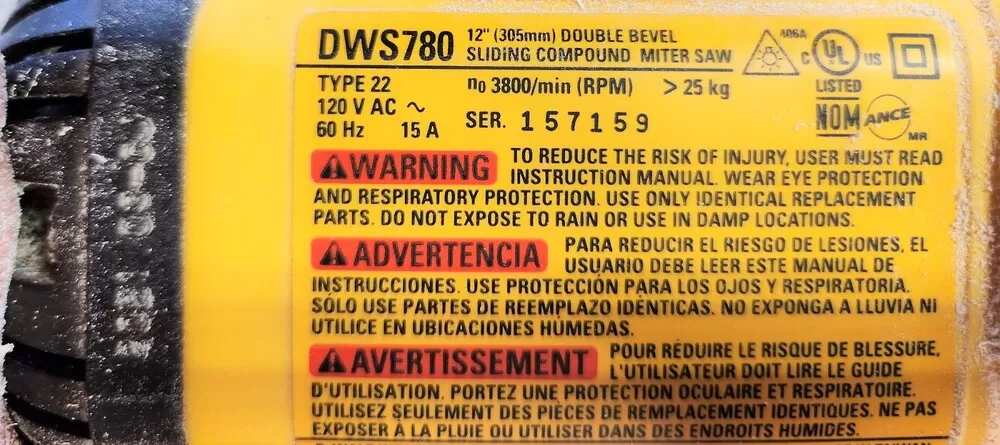 DWS780 12" (305mm) DOUBLE BEVEL
SLIDING COMPOUND MITER SAW
406A
C UL US
LISTED
TYPE 22 n0 3800/min (RPM) > 25 kg
120 V AC ~
60 Hz 15 A SER. 157159
NOM ANCE
MR
WARNING TO REDUCE THE RISK OF INJURY, USER MUST READ
INSTRUCTION MANUAL. WEAR EYE PROTECTION
AND RESPIRATORY PROTECTION. USE ONLY IDENTICAL REPLACEMENT
PARTS. DO NOT EXPOSE TO RAIN OR USE IN DAMP LOCATIONS.
ADVERTENCIA PARA REDUCIR EL RIESGO DE LESIONES, EL
USUARIO DEBE LEER ESTE MANUAL DE
INSTRUCCIONES. USE PROTECCIÓN PARA LOS OJOS Y RESPIRATORIA.
SÓLO USE PARTES DE REEMPLAZO IDÉNTICAS. NO EXPONGA A LLUVIA NI
UTILICE EN UBICACIONES HÚMEDAS.
AVERTISSEMENT POUR RÉDUIRE LE RISQUE DE BLESSURE,
L'UTILISATEUR DOIT LIRE LE GUIDE
D'UTILISATION. PORTEZ UNE PROTECTION OCULAIRE ET RESPIRATOIRE.
UTILISEZ SEULEMENT DES PIÈCES DE REMPLACEMENT IDENTIQUES. NE PAS
EXPOSER À LA PLUIE OU UTILISER DANS DES ENDROITS HUMIDES.